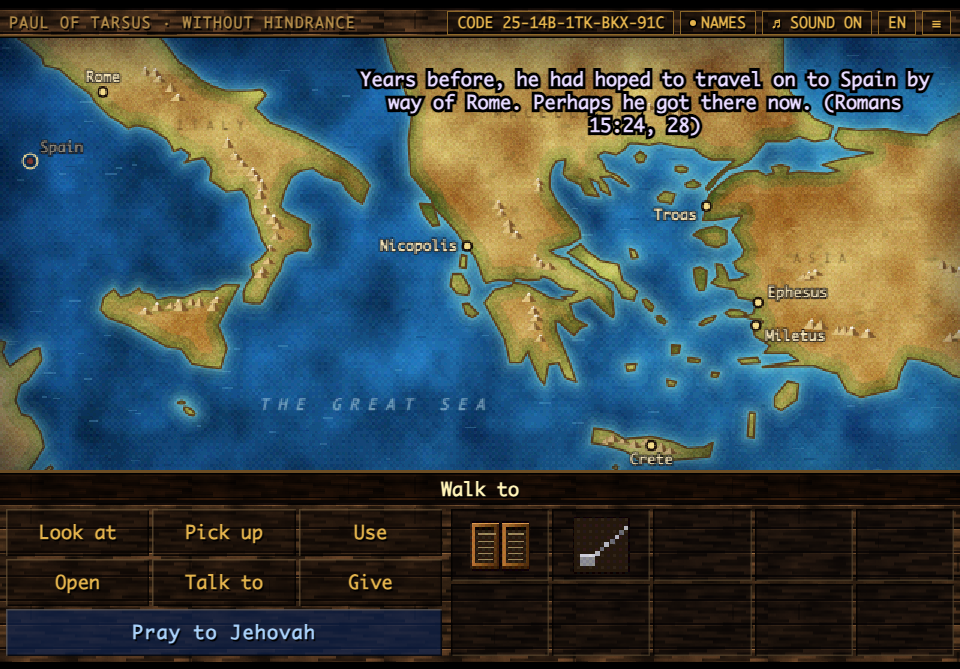 PAUL OF TARSUS · WITHOUT HINDRANCE
CODE 25-14B-1TK-BKX-91C
• NAMES
♬ SOUND ON
EN
≡
Years before, he had hoped to travel on to Spain by
way of Rome. Perhaps he got there now. (Romans
15:24, 28)
Rome
ITALY
Spain
Troas
Nicopolis
ASIA
Ephesus
Miletus
THE GREAT SEA
Crete
Walk to
Look at
Pick up
Use
Open
Talk to
Give
Pray to Jehovah